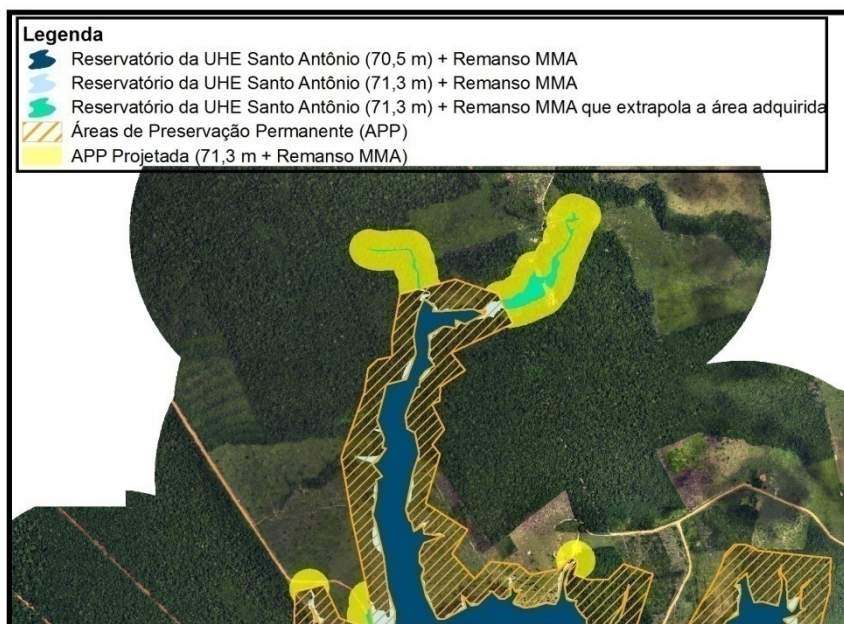 Legenda
Reservatório da UHE Santo Antônio (70,5 m) + Remanso MMA
Reservatório da UHE Santo Antônio (71,3 m) + Remanso MMA
Reservatório da UHE Santo Antônio (71,3 m) + Remanso MMA que extrapola a área adquirida
Áreas de Preservação Permanente (APP)
APP Projetada (71,3 m + Remanso MMA)